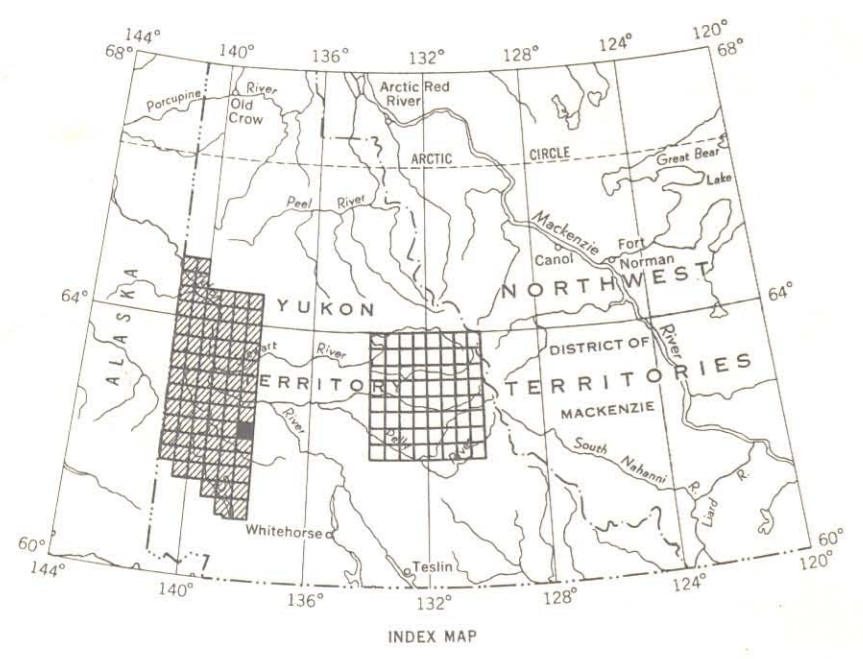 144°
140°
136°
132°
128°
124°
120°
68°
68°
Porcupine River
Old
Crow
Arctic Red
River
ARCTIC CIRCLE
Great Bear
Lake
Peel River
Mackenzie
Canol
Fort
Norman
64°
64°
ALASKA
YUKON
NORTHWEST
River
River
DISTRICT OF
TERRITORY
TERRITORIES
MACKENZIE
River
Pelly
River
South Nahanni
R.
Liard
R.
Whitehorse
Teslin
60°
60°
144°
140°
136°
132°
128°
124°
120°
INDEX MAP